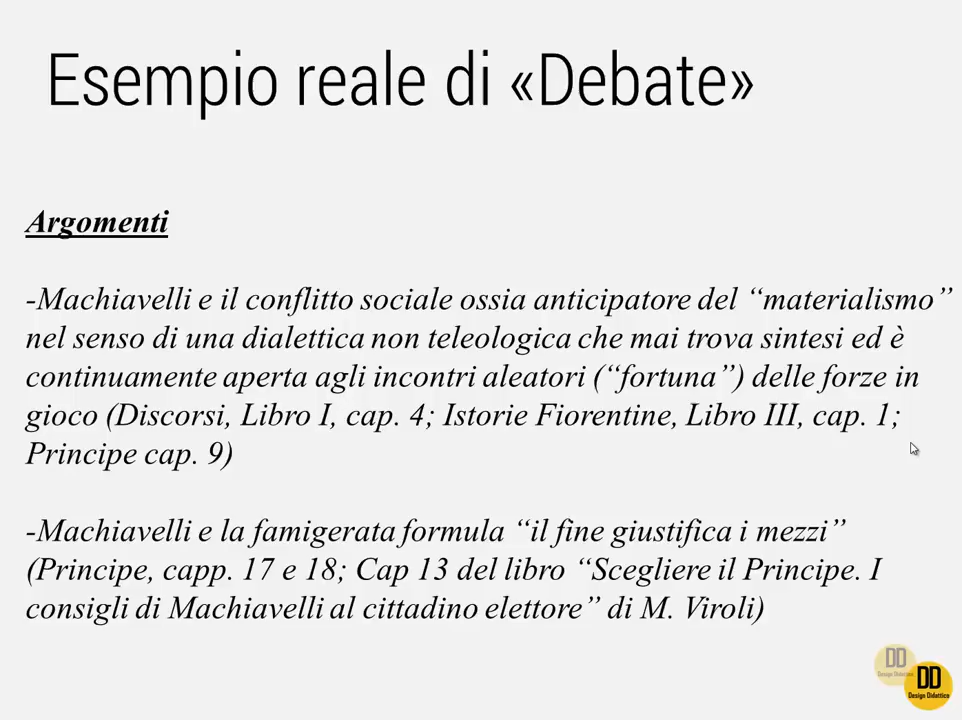 Esempio reale di «Debate»
Argomenti
-Machiavelli e il conflitto sociale ossia anticipatore del “materialismo”
nel senso di una dialettica non teleologica che mai trova sintesi ed è
continuamente aperta agli incontri aleatori (“fortuna”) delle forze in
gioco (Discorsi, Libro I, cap. 4; Istorie Fiorentine, Libro III, cap. 1;
Principe cap. 9)
-Machiavelli e la famigerata formula “il fine giustifica i mezzi”
(Principe, capp. 17 e 18; Cap 13 del libro “Scegliere il Principe. I
consigli di Machiavelli al cittadino elettore” di M. Viroli)
DD
Design Didattico
DD
Design Didattico